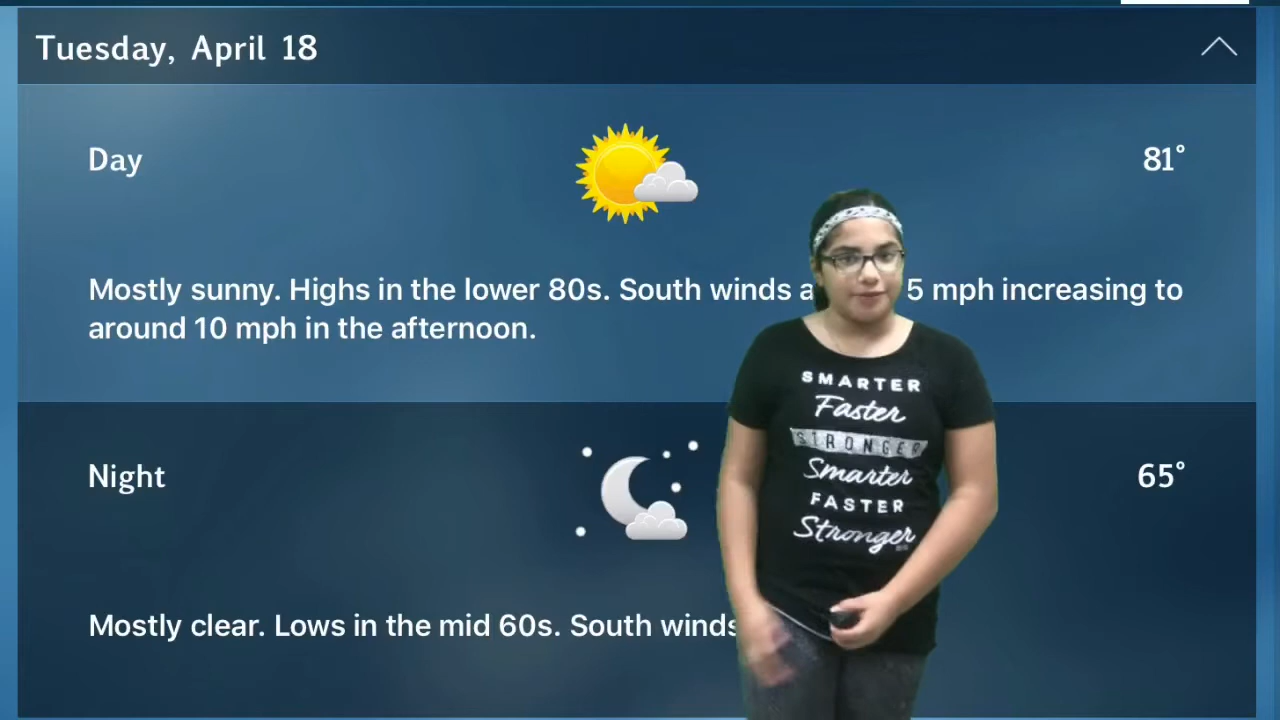 Tuesday, April 18
Day
81°
Mostly sunny. Highs in the lower 80s. South winds 5 mph increasing to
around 10 mph in the afternoon.
SMARTER
Faster
STRONGER
Smarter
FASTER
Stronger
Night
65°
Mostly clear. Lows in the mid 60s. South winds